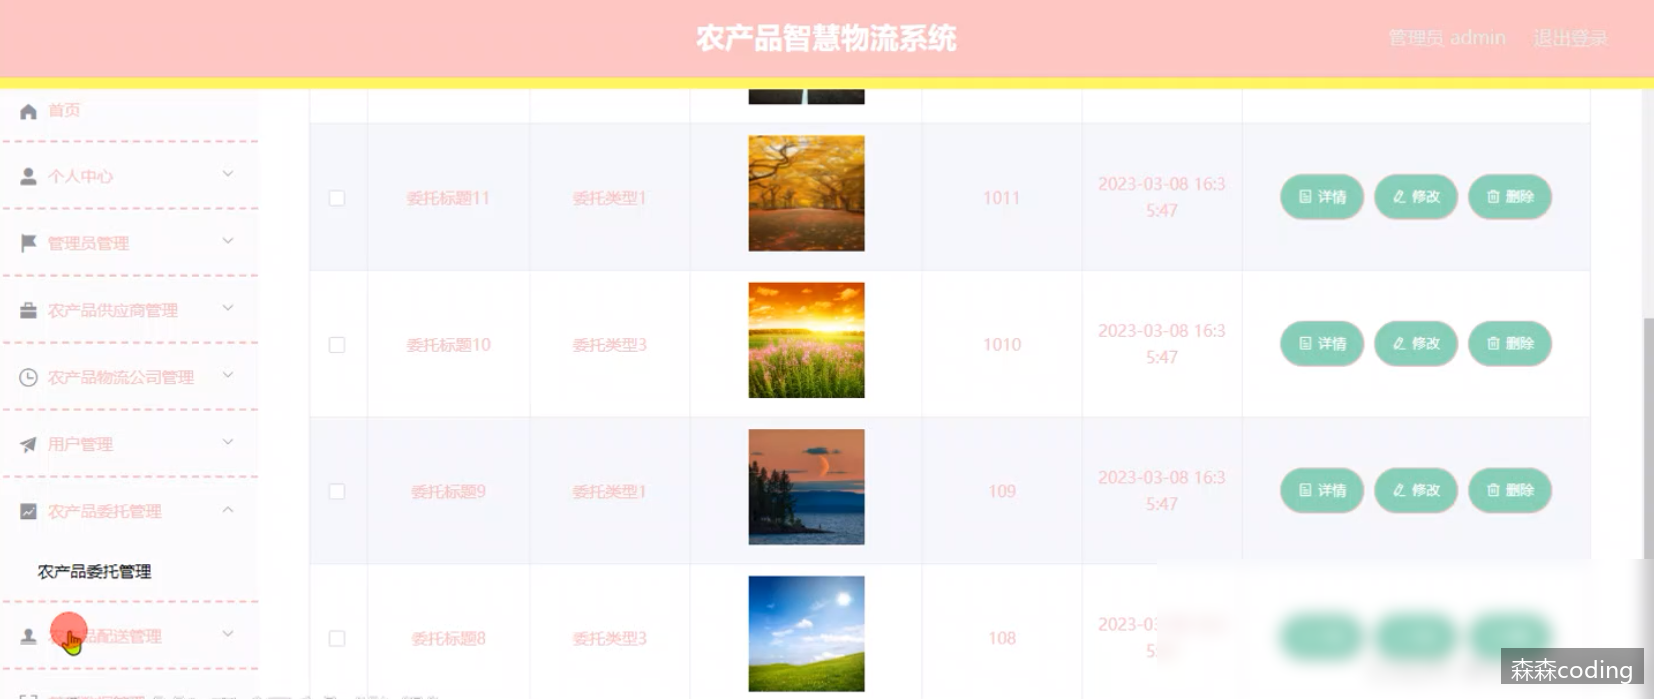 农产品智慧物流系统
管理员 admin
退出登录
首页
个人中心
管理员管理
农产品供应商管理
农产品物流公司管理
用户管理
农产品委托管理
农产品委托管理
品配送管理
委托标题11 委托类型1 1011 2023-03-08 16:3
5:47
详情 修改 删除
委托标题10 委托类型3 1010 2023-03-08 16:3
5:47
详情 修改 删除
委托标题9 委托类型1 109 2023-03-08 16:3
5:47
详情 修改 删除
委托标题8 委托类型3 108 2023-03
5
森森coding